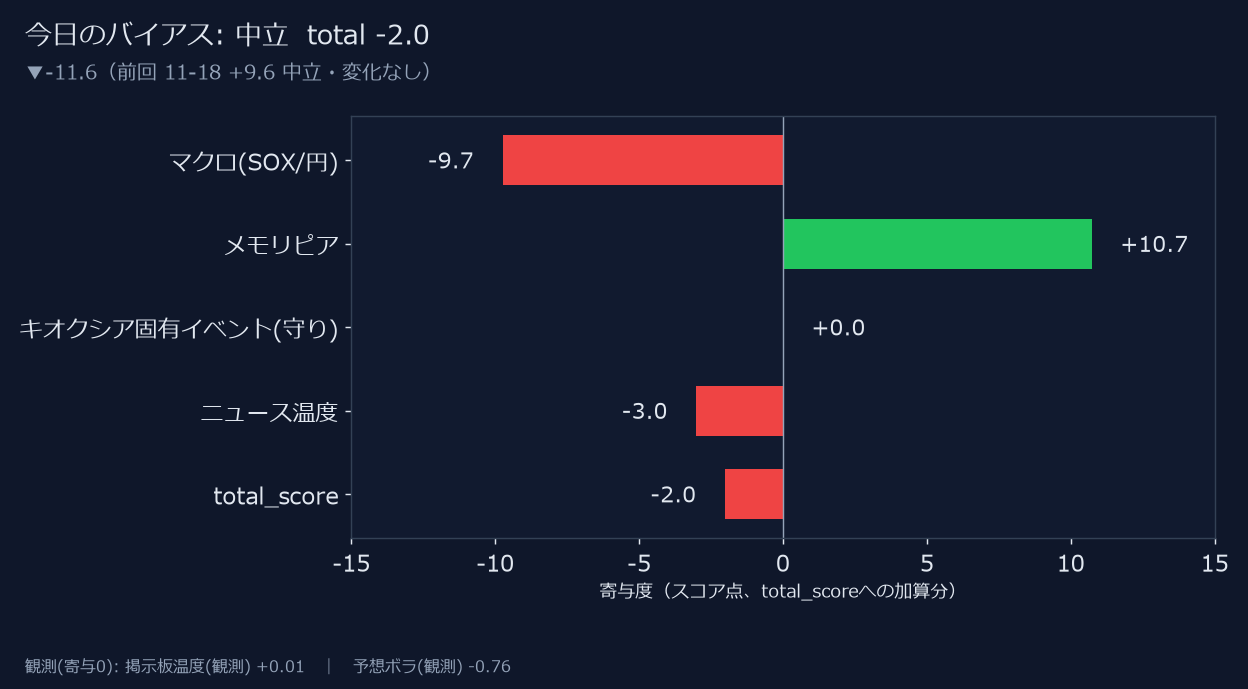 今日のバイアス: 中立 total -2.0
▼-11.6（前回 11-18 +9.6 中立・変化なし）
マクロ(SOX/円)
-9.7
メモリピア
+10.7
キオクシア固有イベント(守り)
+0.0
ニュース温度
-3.0
total_score
-2.0
-15 -10 -5 0 5 10 15
寄与度（スコア点、total_scoreへの加算分）
観測(寄与0): 掲示板温度(観測) +0.01 | 予想ボラ(観測) -0.76